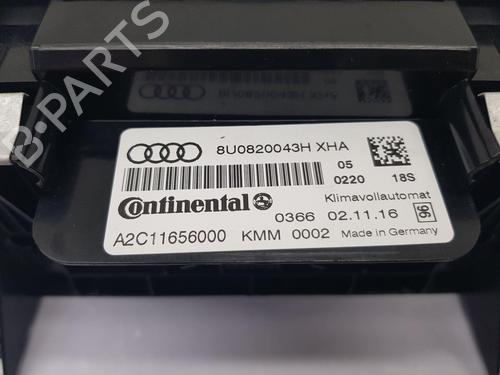 8U0820043H XHA
05
0220 18S
Klimavollautomat
Continental
0366 02.11.16
96
A2C11656000 KMM 0002 Made in Germany
B-PARTS